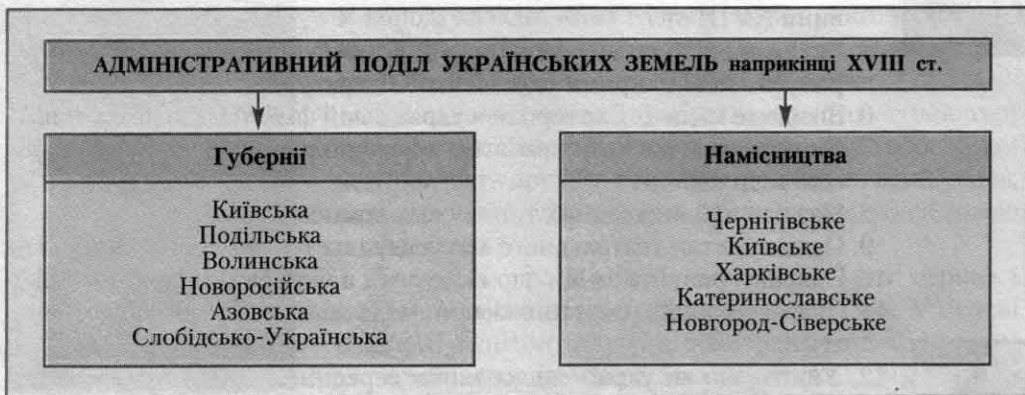 АДМІНІСТРАТИВНИЙ ПОДІЛ УКРАЇНСЬКИХ ЗЕМЕЛЬ наприкінці XVIII ст.
Губернії
Київська
Подільська
Волинська
Новоросійська
Азовська
Слобідсько-Українська
Намісництва
Чернігівське
Київське
Харківське
Катеринославське
Новгород-Сіверське